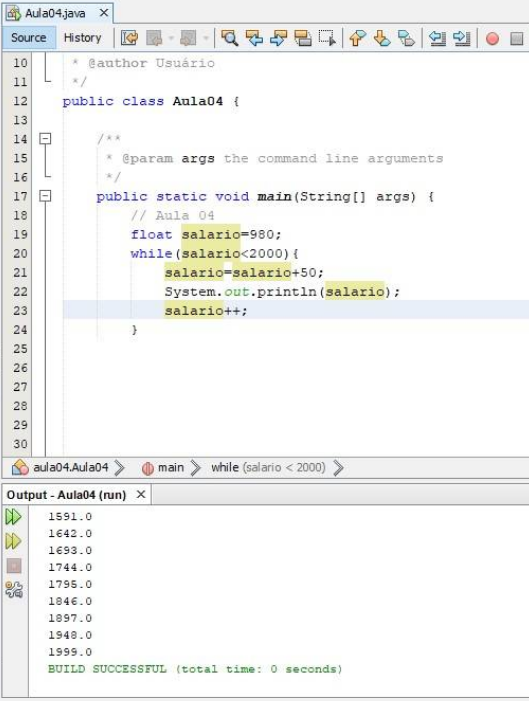 Aula04.java
Source History
10 * @author Usuário
11 */
12 public class Aula04 {
13
14 /**
15 * @param args the command line arguments
16 */
17 public static void main(String[] args) {
18 // Aula 04
19 float salario=980;
20 while(salario<2000){
21 salario=salario+50;
22 System.out.println(salario);
23 salario++;
24 }
25
26
27
28
29
30
aula04.Aula04 main while (salario < 2000)
Output - Aula04 (run)
1591.0
1642.0
1693.0
1744.0
1795.0
1846.0
1897.0
1948.0
1999.0
BUILD SUCCESSFUL (total time: 0 seconds)